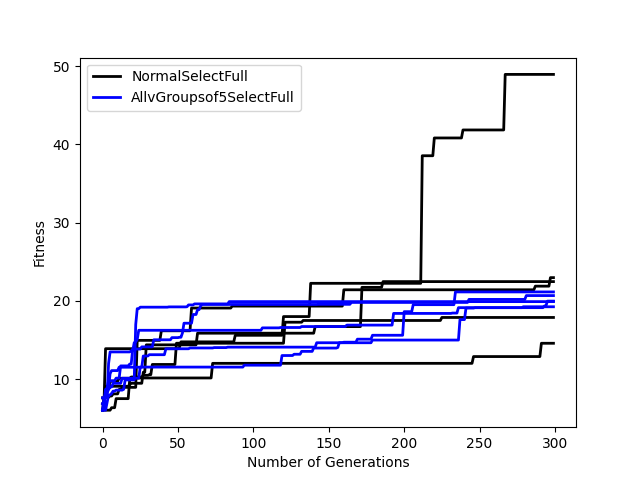 NormalSelectFull
AllvGroupsof5SelectFull
50
40
30
20
10
Fitness
0 50 100 150 200 250 300
Number of Generations